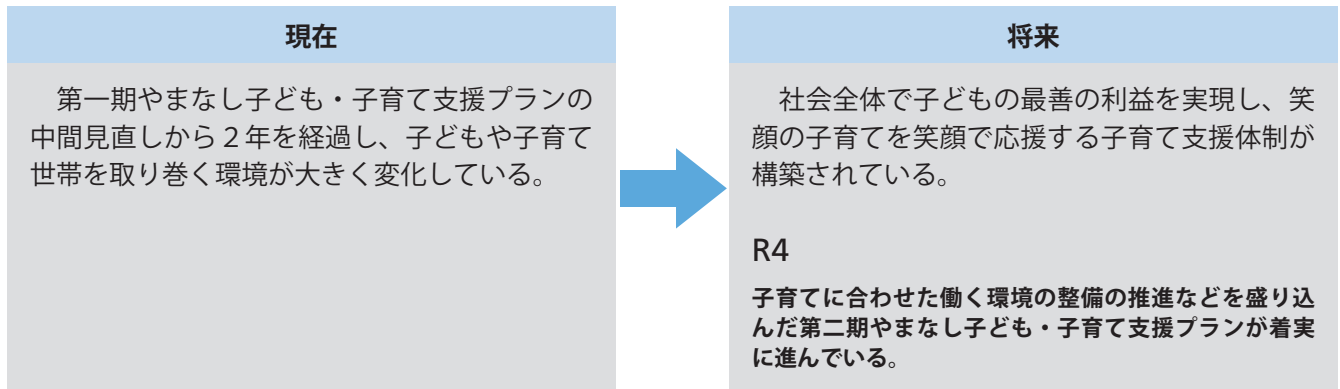 現在
　第一期やまなし子ども・子育て支援プランの
中間見直しから２年を経過し、子どもや子育て
世帯を取り巻く環境が大きく変化している。
将来
　社会全体で子どもの最善の利益を実現し、笑
顔の子育てを笑顔で応援する子育て支援体制が
構築されている。
R4
子育てに合わせた働く環境の整備の推進などを盛り込
んだ第二期やまなし子ども・子育て支援プランが着実
に進んでいる。